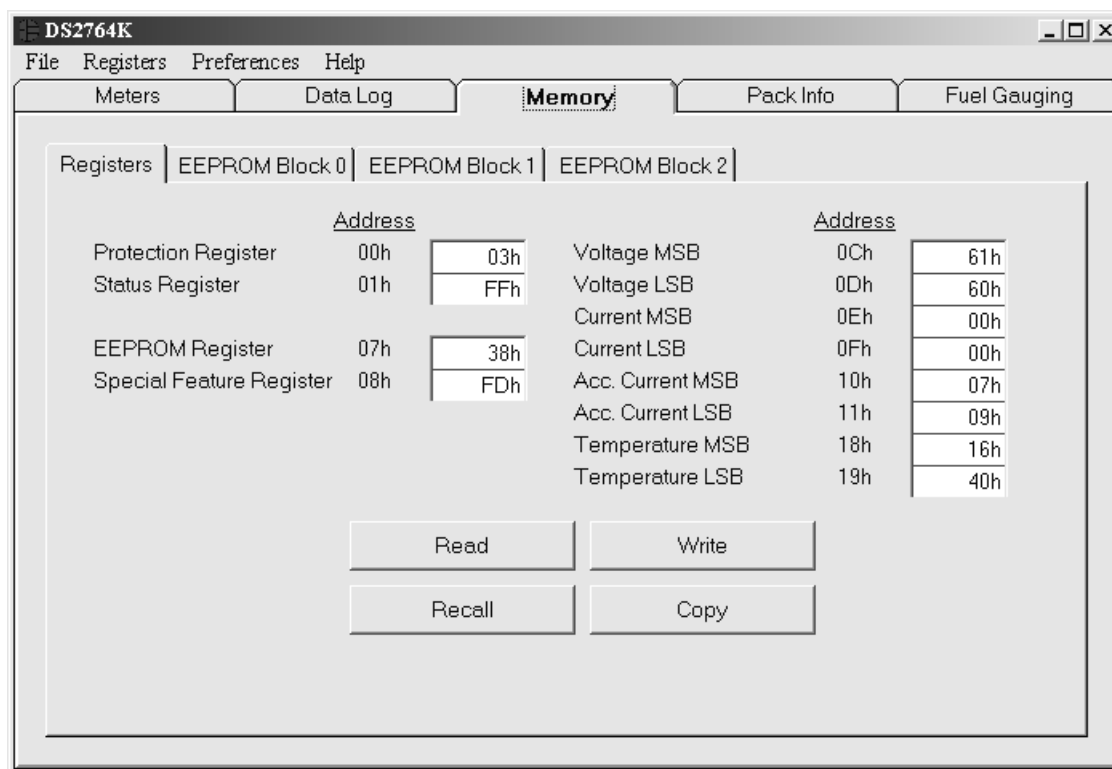 DS2764K
File Registers Preferences Help
Meters Data Log Memory Pack Info Fuel Gauging
Registers EEPROM Block 0 EEPROM Block 1 EEPROM Block 2
Address Address
Protection Register 00h 03h Voltage MSB 0Ch 61h
Status Register 01h FFh Voltage LSB 0Dh 60h
Current MSB 0Eh 00h
EEPROM Register 07h 38h Current LSB 0Fh 00h
Special Feature Register 08h FDh Acc. Current MSB 10h 07h
Acc. Current LSB 11h 09h
Temperature MSB 18h 16h
Temperature LSB 19h 40h
Read Write
Recall Copy